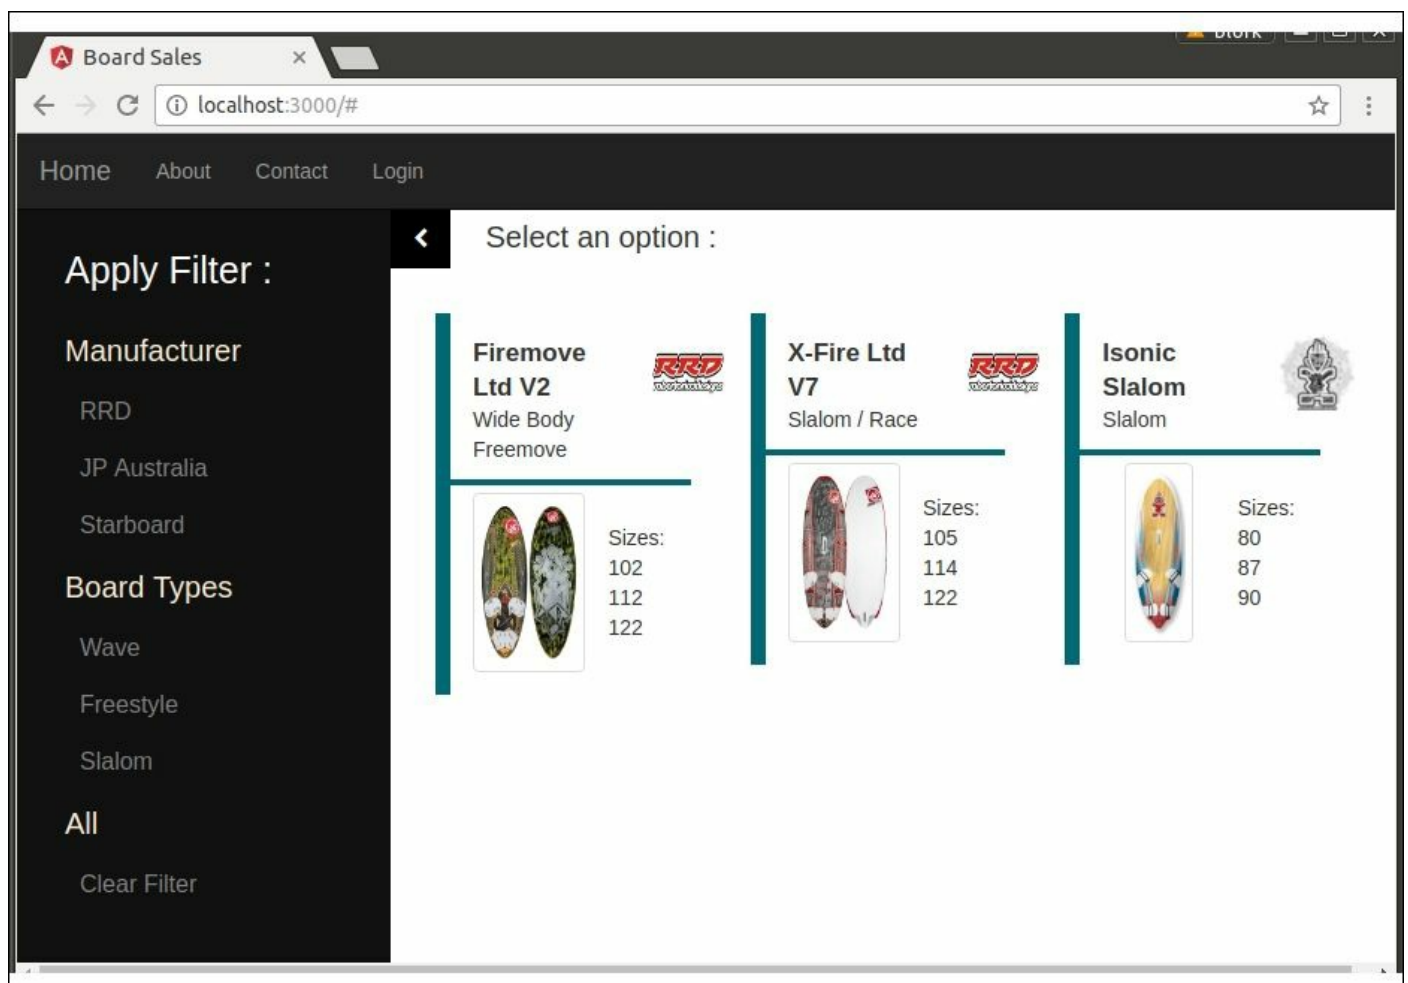 Board Sales
localhost:3000/#
Home About Contact Login
Apply Filter :
Manufacturer
RRD
JP Australia
Starboard
Board Types
Wave
Freestyle
Slalom
All
Clear Filter
Select an option :
Firemove
Ltd V2
Wide Body
Freemove
RRD
Sizes:
102
112
122
X-Fire Ltd
V7
Slalom / Race
RRD
Sizes:
105
114
122
Isonic
Slalom
Slalom
Sizes:
80
87
90